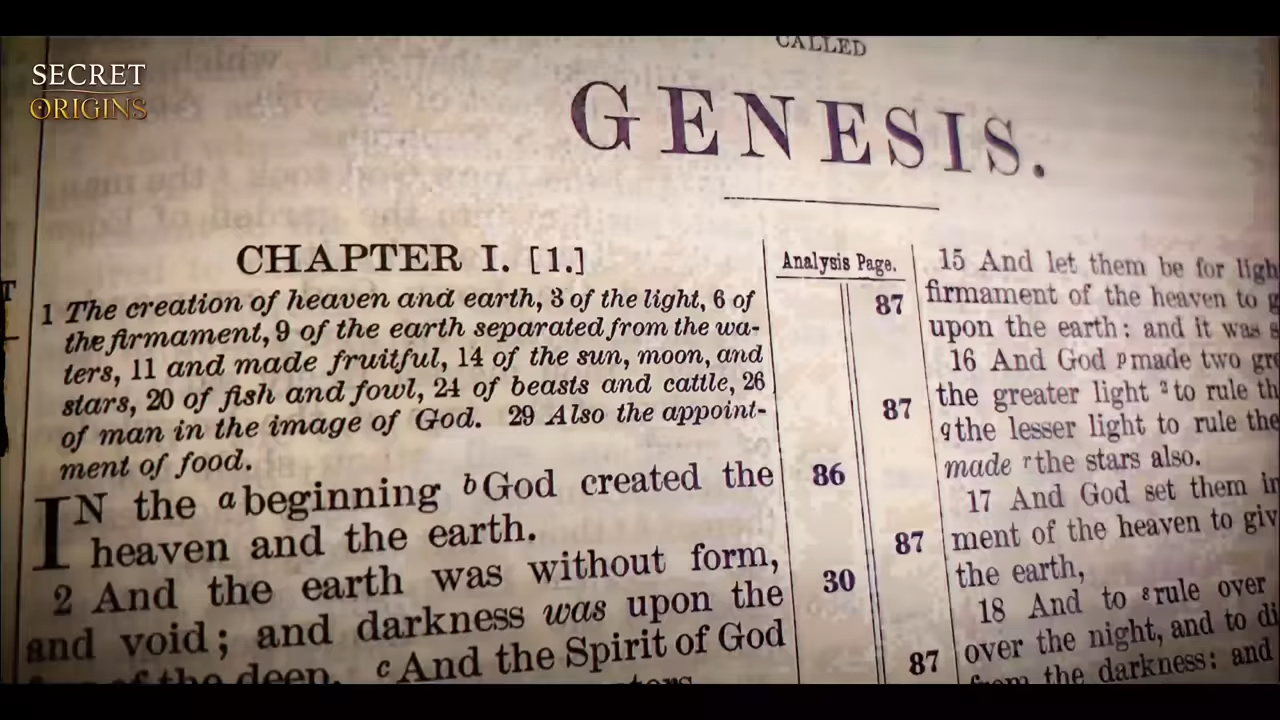 SECRET
ORIGINS
CALLED
GENESIS.
CHAPTER I. [1.]
1 The creation of heaven and earth, 3 of the light, 6 of
the firmament, 9 of the earth separated from the wa-
ters, 11 and made fruitful, 14 of the sun, moon, and
stars, 20 of fish and fowl, 24 of beasts and cattle, 26
of man in the image of God. 29 Also the appoint-
ment of food.
IN the a beginning b God created the
heaven and the earth.
2 And the earth was without form,
and void; and darkness was upon the
of the deep. c And the Spirit of God
Analysis Page.
86
30
87
87
87
87
15 And let them be for
firmament of the heaven to
upon the earth: and it was
16 And God p made two
the greater light 2 to rule
q the lesser light to rule the
made r the stars also.
17 And God set them
ment of the heaven to
the earth,
18 And to s rule over
over the night, and to
from the darkness: and